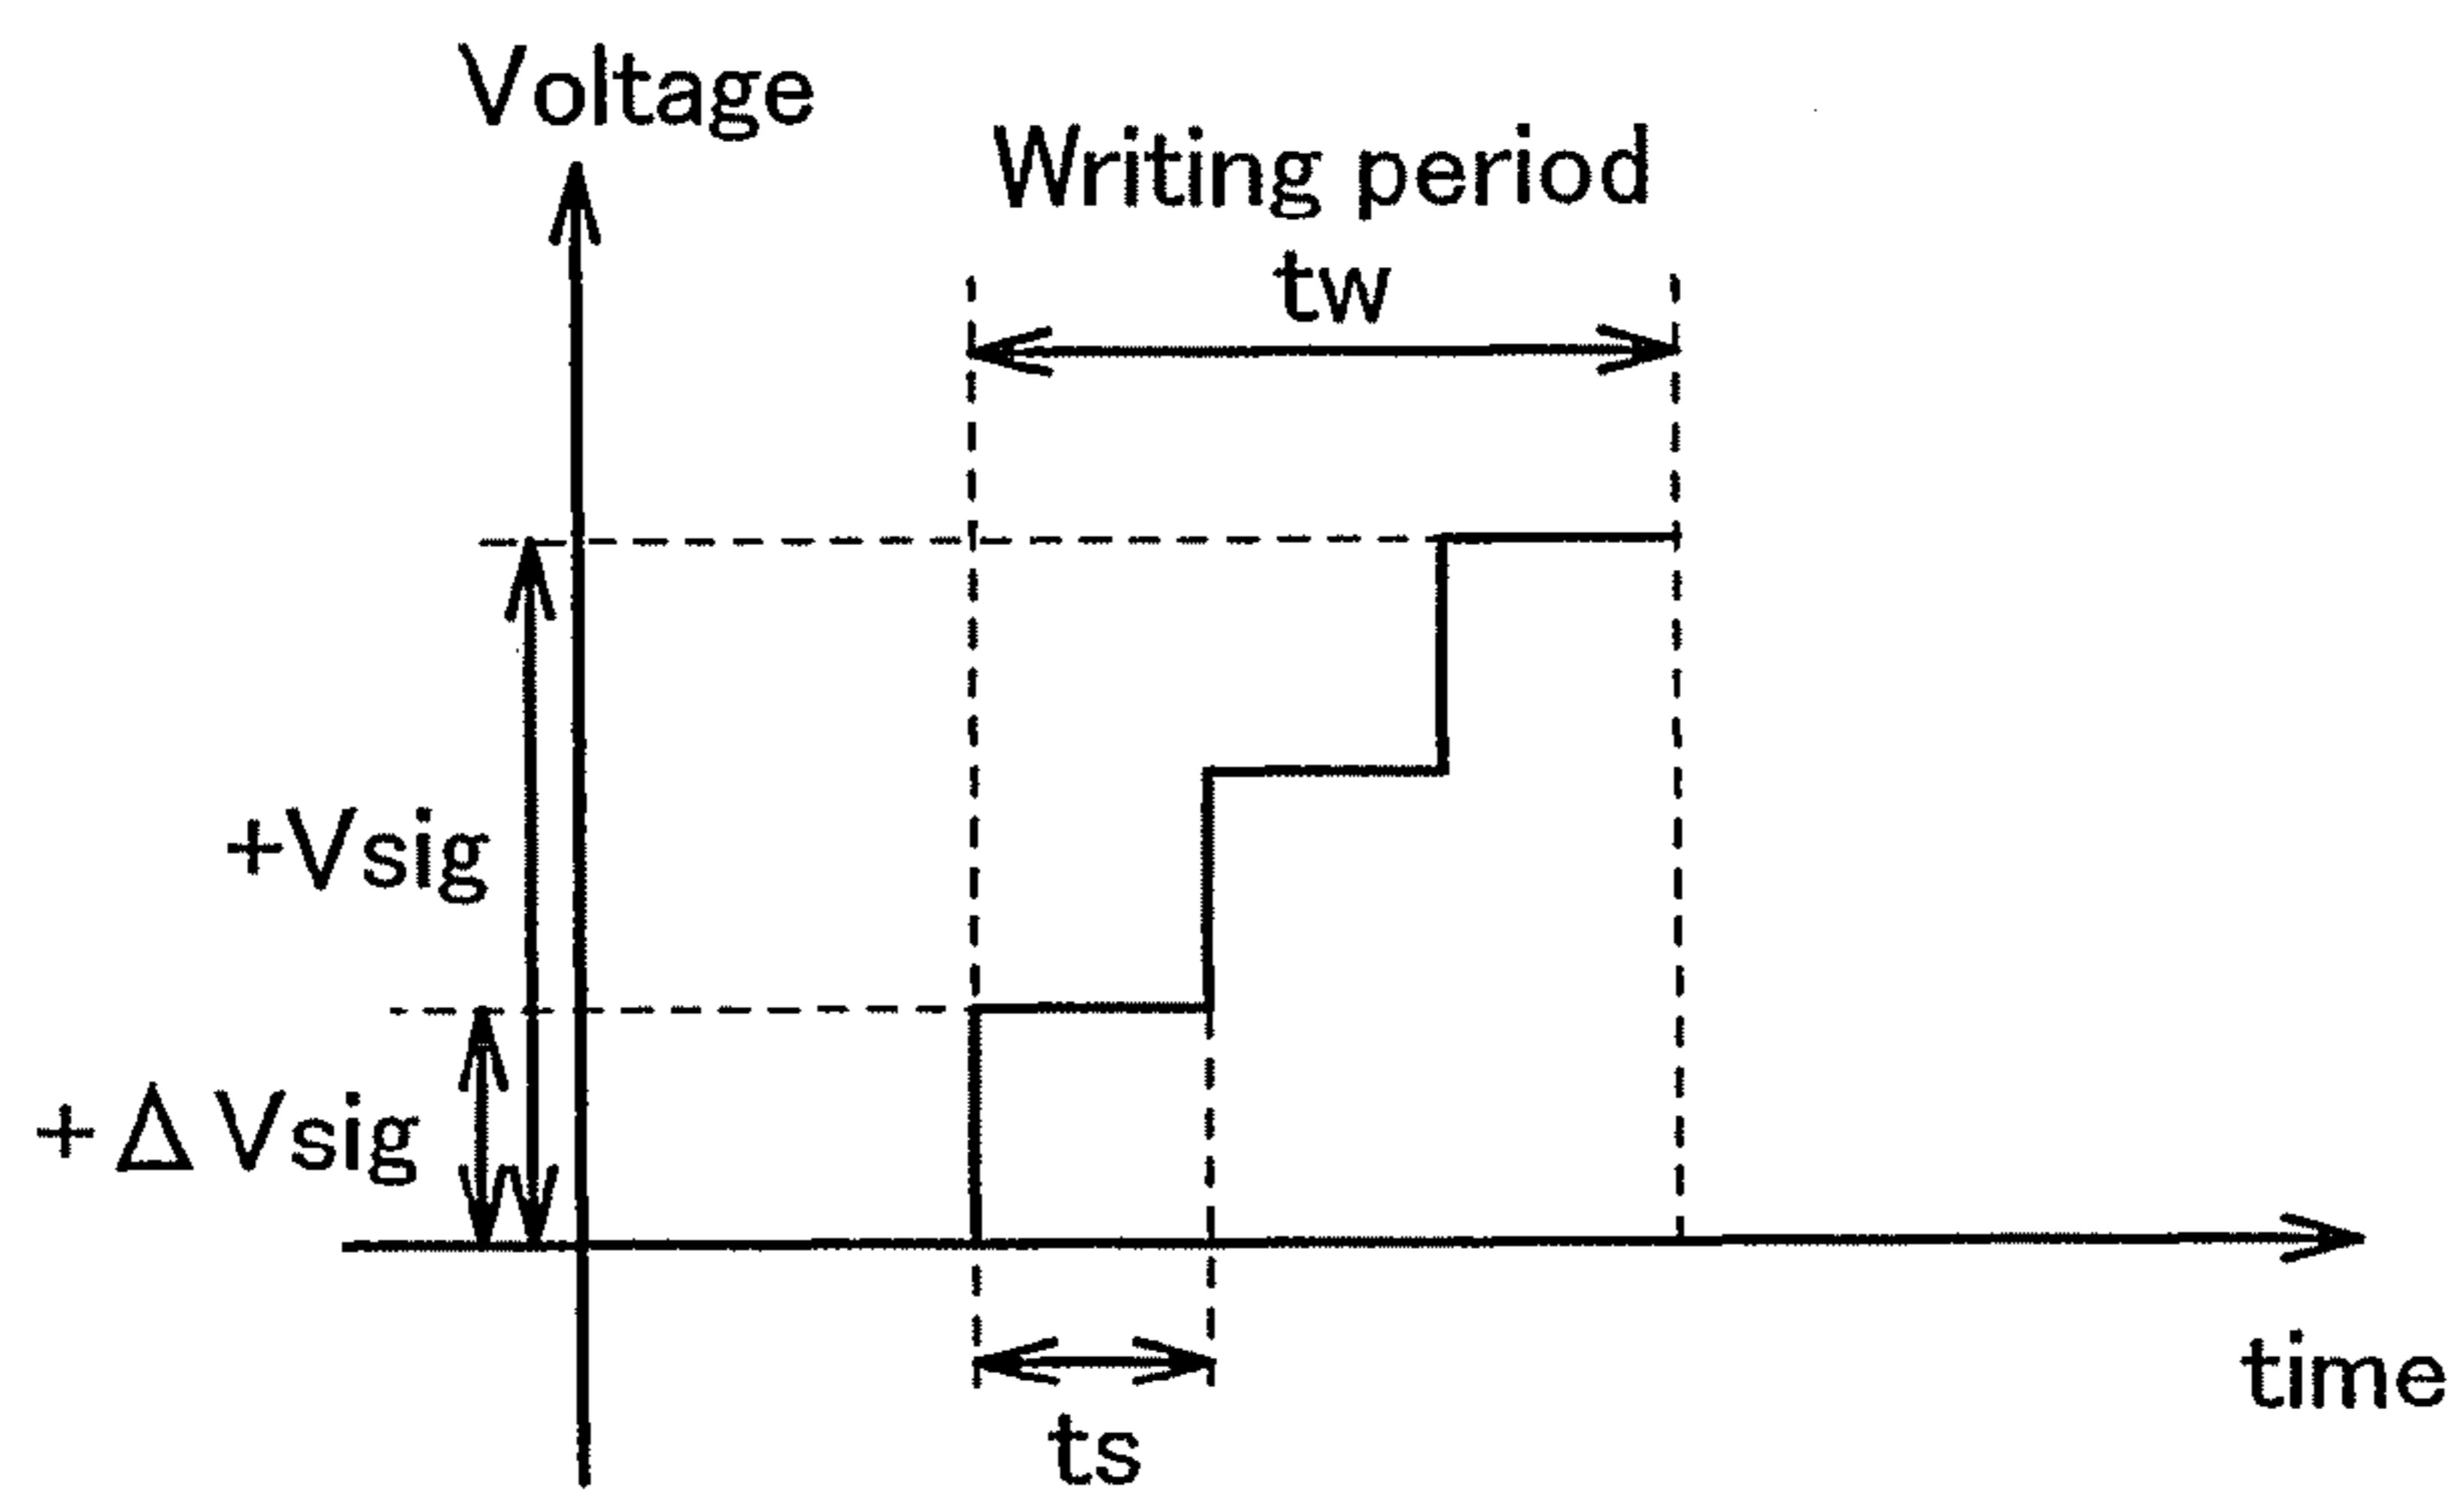 Voltage
Writing period
tw
+Vsig
+ΔVsig
time
ts